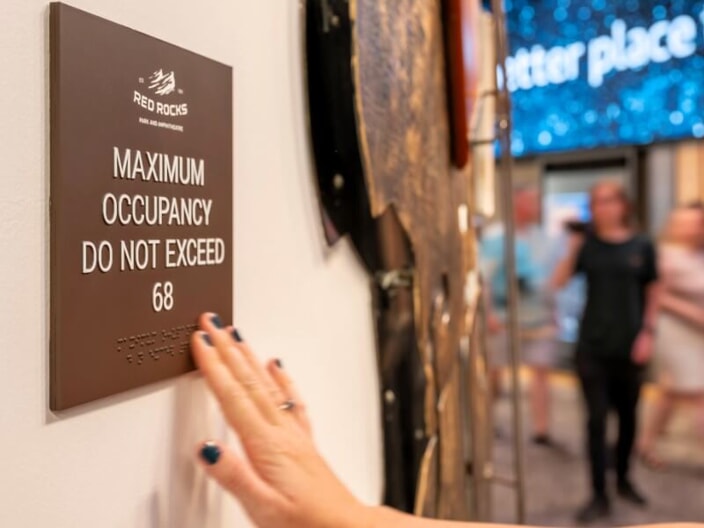 RED ROCKS
PARK AND AMPHITHEATRE
MAXIMUM
OCCUPANCY
DO NOT EXCEED
68
etter place